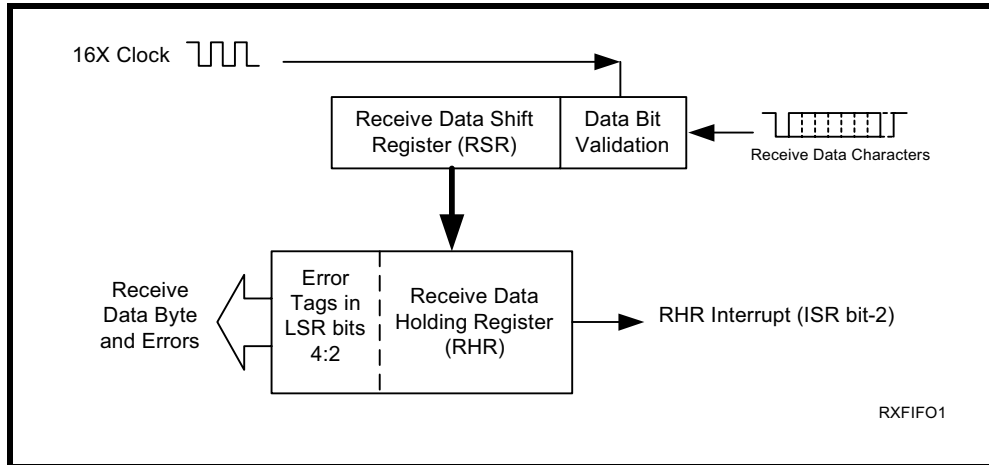 16X Clock
Receive Data Shift
Register (RSR)
Data Bit
Validation
Receive Data Characters
Receive
Data Byte
and Errors
Error
Tags in
LSR bits
4:2
Receive Data
Holding Register
(RHR)
RHR Interrupt (ISR bit-2)
RXFIFO1